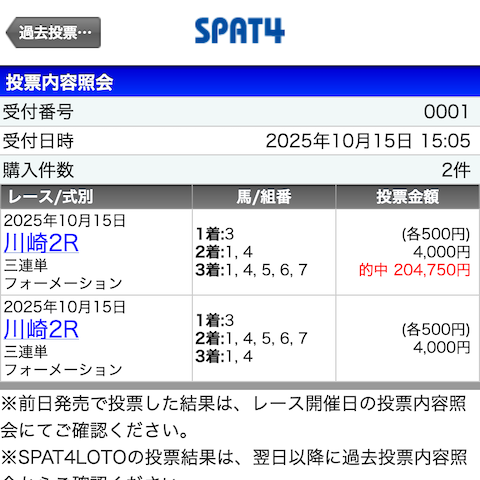 過去投票…
SPAT4
投票内容照会
受付番号 0001
受付日時 2025年10月15日 15:05
購入件数 2件
レース/式別 馬/組番 投票金額
2025年10月15日
川崎2R
三連単
フォーメーション
1着:3
2着:1, 4
3着:1, 4, 5, 6, 7
(各500円)
4,000円
的中 204,750円
2025年10月15日
川崎2R
三連単
フォーメーション
1着:3
2着:1, 4, 5, 6, 7
3着:1, 4
(各500円)
4,000円
※前日発売で投票した結果は、レース開催日の投票内容照
会にてご確認ください。
※SPAT4LOTOの投票結果は、翌日以降に過去投票内容照